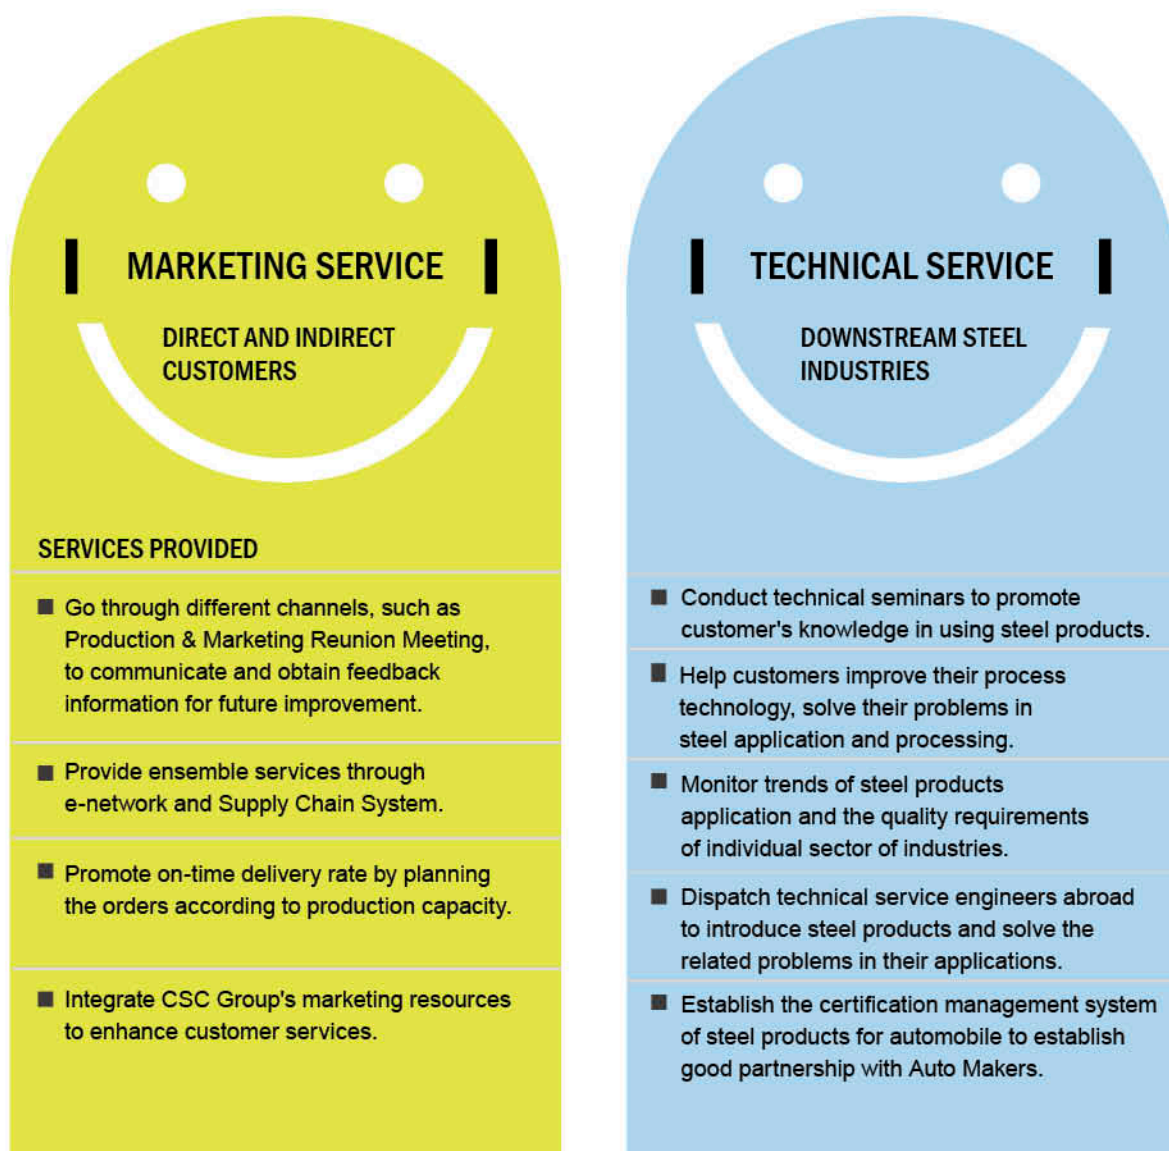 MARKETING SERVICE
DIRECT AND INDIRECT
CUSTOMERS
SERVICES PROVIDED
■ Go through different channels, such as
Production & Marketing Reunion Meeting,
to communicate and obtain feedback
information for future improvement.
■ Provide ensemble services through
e-network and Supply Chain System.
■ Promote on-time delivery rate by planning
the orders according to production capacity.
■ Integrate CSC Group's marketing resources
to enhance customer services.
TECHNICAL SERVICE
DOWNSTREAM STEEL
INDUSTRIES
■ Conduct technical seminars to promote
customer's knowledge in using steel products.
■ Help customers improve their process
technology, solve their problems in
steel application and processing.
■ Monitor trends of steel products
application and the quality requirements
of individual sector of industries.
■ Dispatch technical service engineers abroad
to introduce steel products and solve the
related problems in their applications.
■ Establish the certification management system
of steel products for automobile to establish
good partnership with Auto Makers.